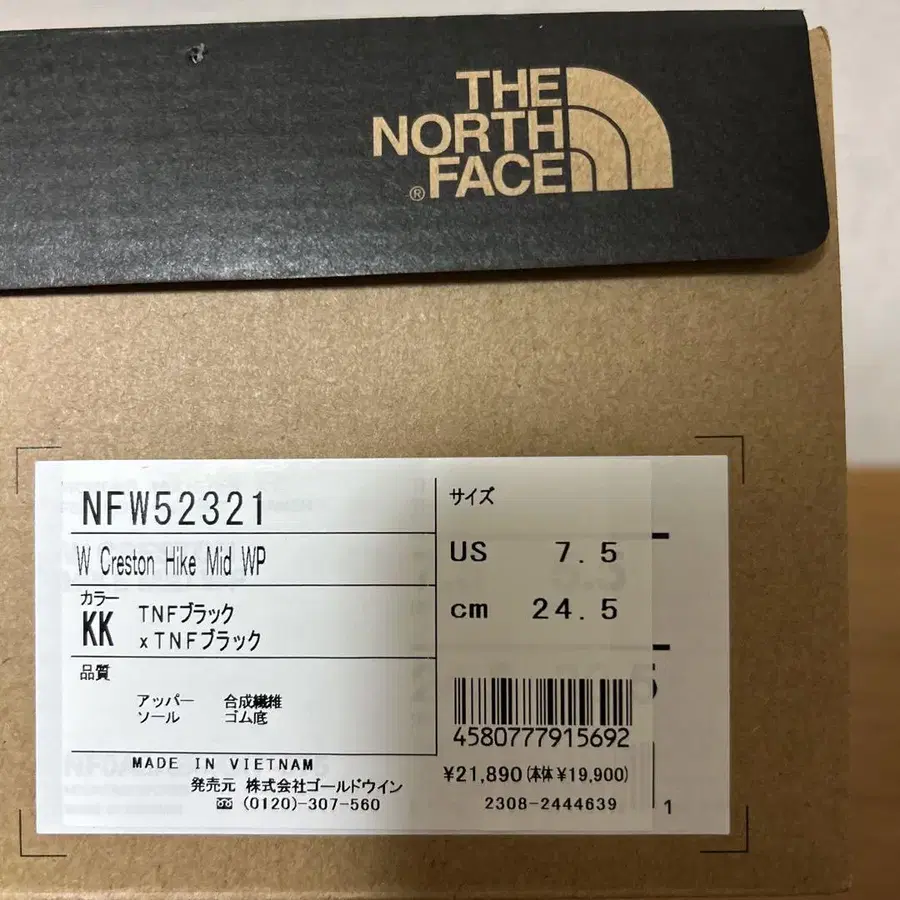 THE
NORTH
FACE
®
NFW52321
W Creston Hike Mid WP
カラー
KK TNFブラック
xTNFブラック
品質
アッパー 合成繊維
ソール ゴム底
MADE IN VIETNAM
発売元 株式会社ゴールドウイン
(0120)-307-560
サイズ
US 7.5
cm 24.5
4580777915692
¥21,890(本体¥19,900)
2308-2444639
1